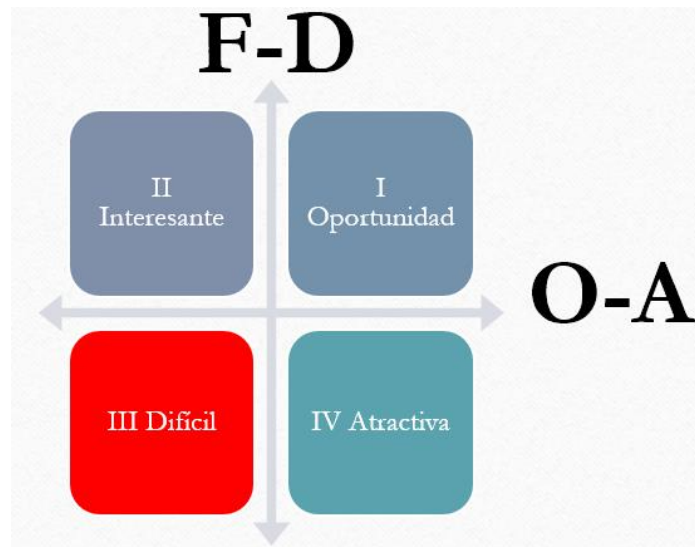 F-D
II
Interesante
I
Oportunidad
O-A
III Difícil
IV Atractiva